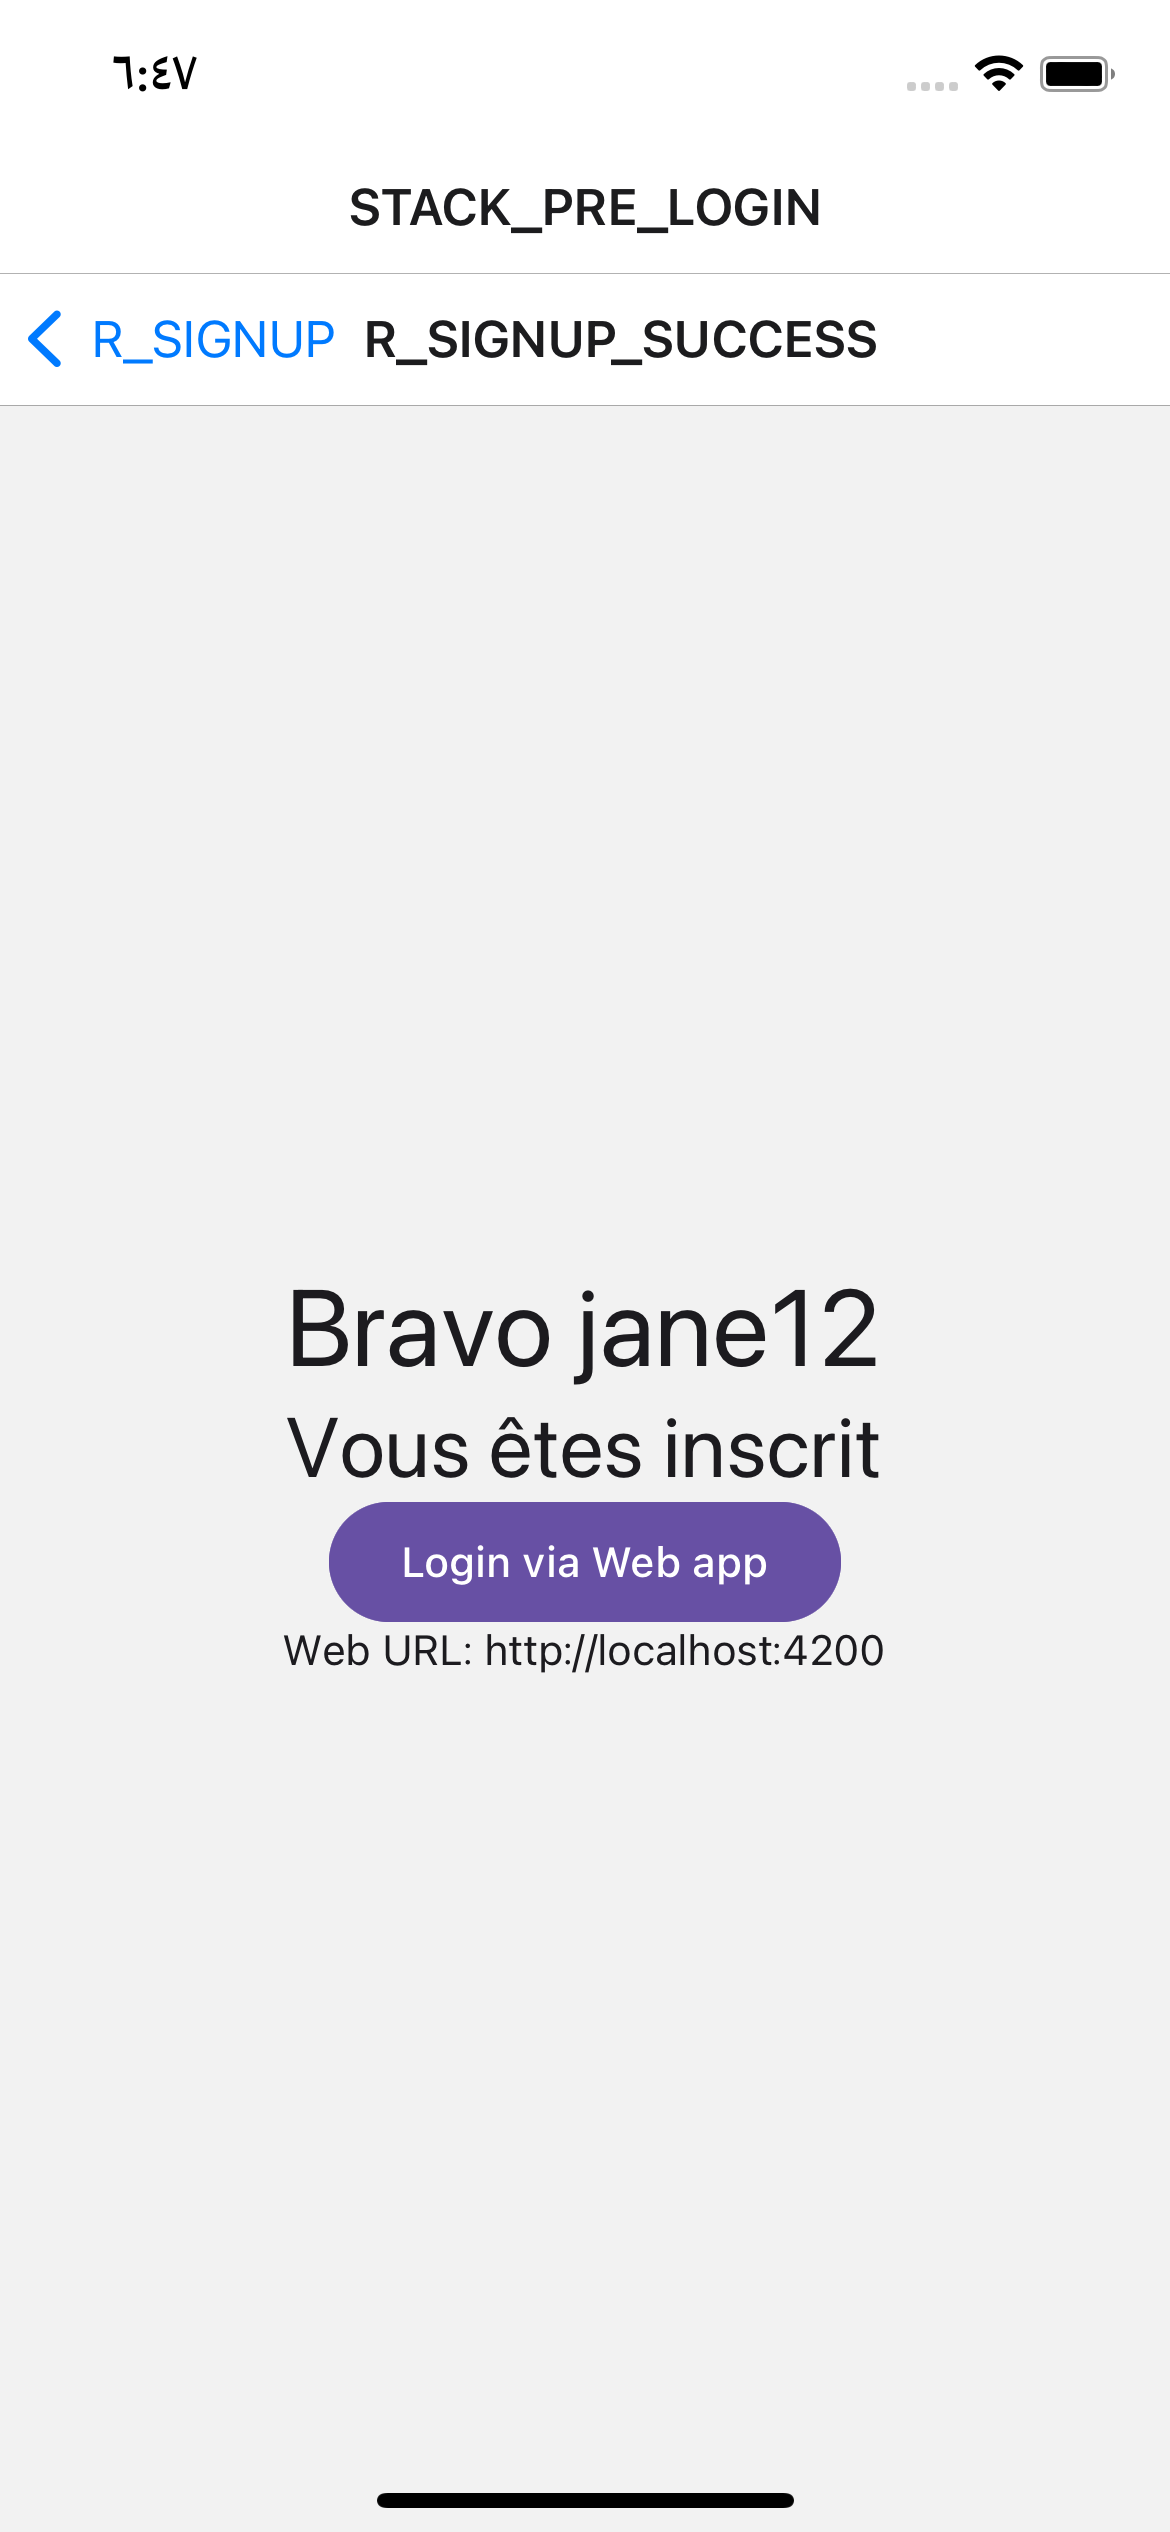 ٦:٤٧
STACK_PRE_LOGIN
R_SIGNUP R_SIGNUP_SUCCESS
Bravo jane12
Vous êtes inscrit
Login via Web app
Web URL: http://localhost:4200